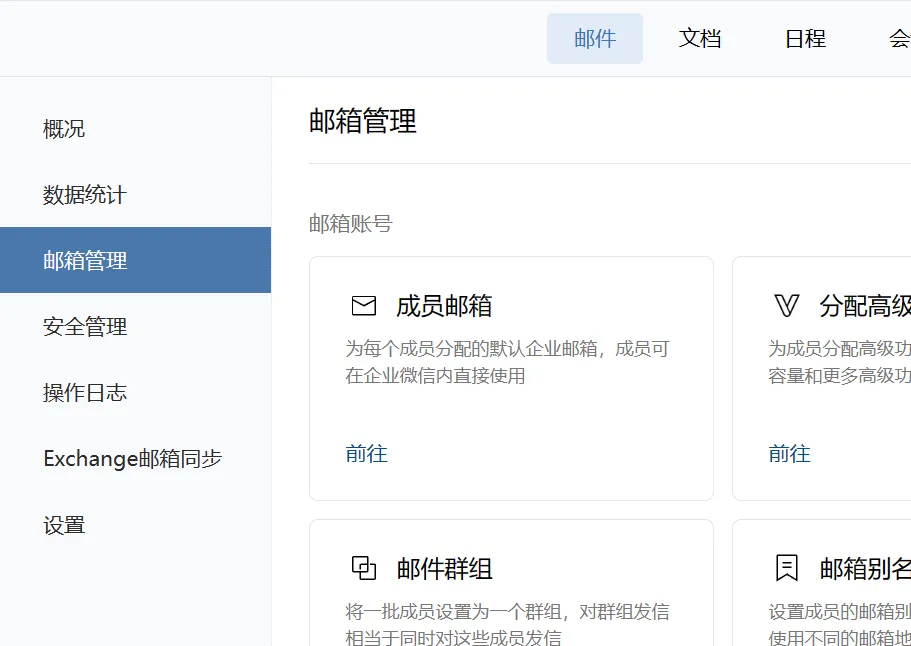 邮件
文档
日程
概况
数据统计
邮箱管理
安全管理
操作日志
Exchange邮箱同步
设置
邮箱管理
邮箱账号
成员邮箱
为每个成员分配的默认企业邮箱，成员可
在企业微信内直接使用
前往
分配高级
为成员分配高级功
容量和更多高级功
前往
邮件群组
将一批成员设置为一个群组，对群组发信
相当于同时对这些成员发信
邮箱别名
设置成员的邮箱别
使用不同的邮箱地